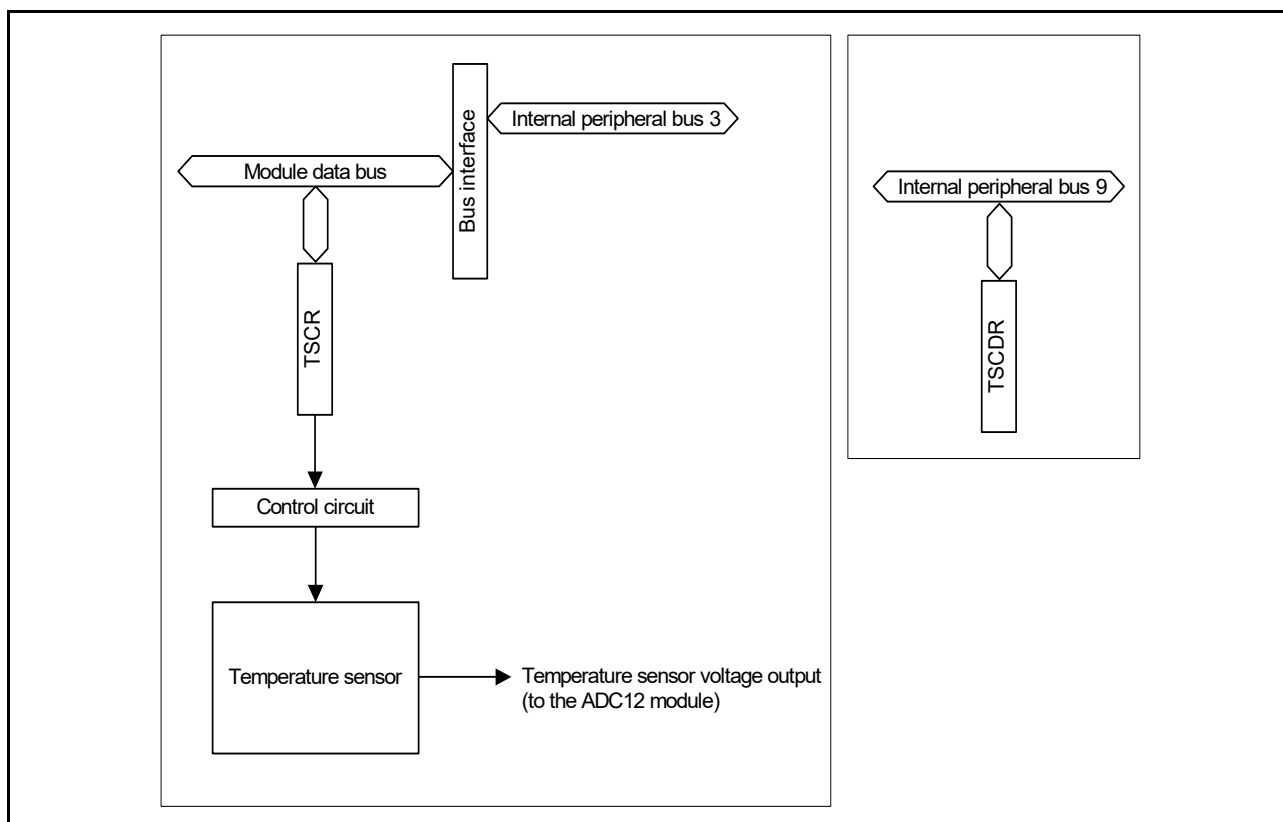 Internal peripheral bus 3
Module data bus
Bus interface
TSCR
Control circuit
Temperature sensor
Temperature sensor voltage output
(to the ADC12 module)
Internal peripheral bus 9
TSCDR